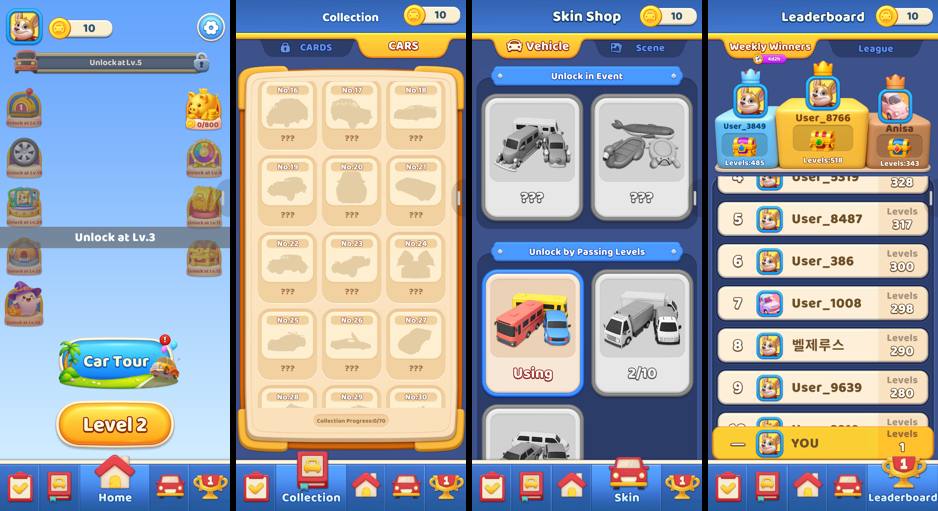 10
Unlock at Lv.5
0/800
Unlock at Lv.3
Car Tour
Level 2
Home
Collection
10
CARDS
CARS
No.16
No.17
No.18
???
???
???
No.19
No.20
No.21
???
???
???
No.22
No.23
No.24
???
???
???
No.25
No.26
No.27
???
???
???
No.28
No.29
No.30
Collection Progress:0/70
Collection
Skin Shop
10
Vehicle
Scene
Unlock in Event
???
???
Unlock by Passing Levels
Using
2/10
Skin
Leaderboard
10
Weekly Winners
League
4d2h
User_3849
User_8766
Anisa
Levels:485
Levels:518
Levels:343
4
User_5319
328
5
User_8487
Levels
317
6
User_386
Levels
300
7
User_1008
Levels
298
8
벨제루스
Levels
290
9
User_9639
Levels
280
Levels
—
YOU
Levels
1
Leaderboard